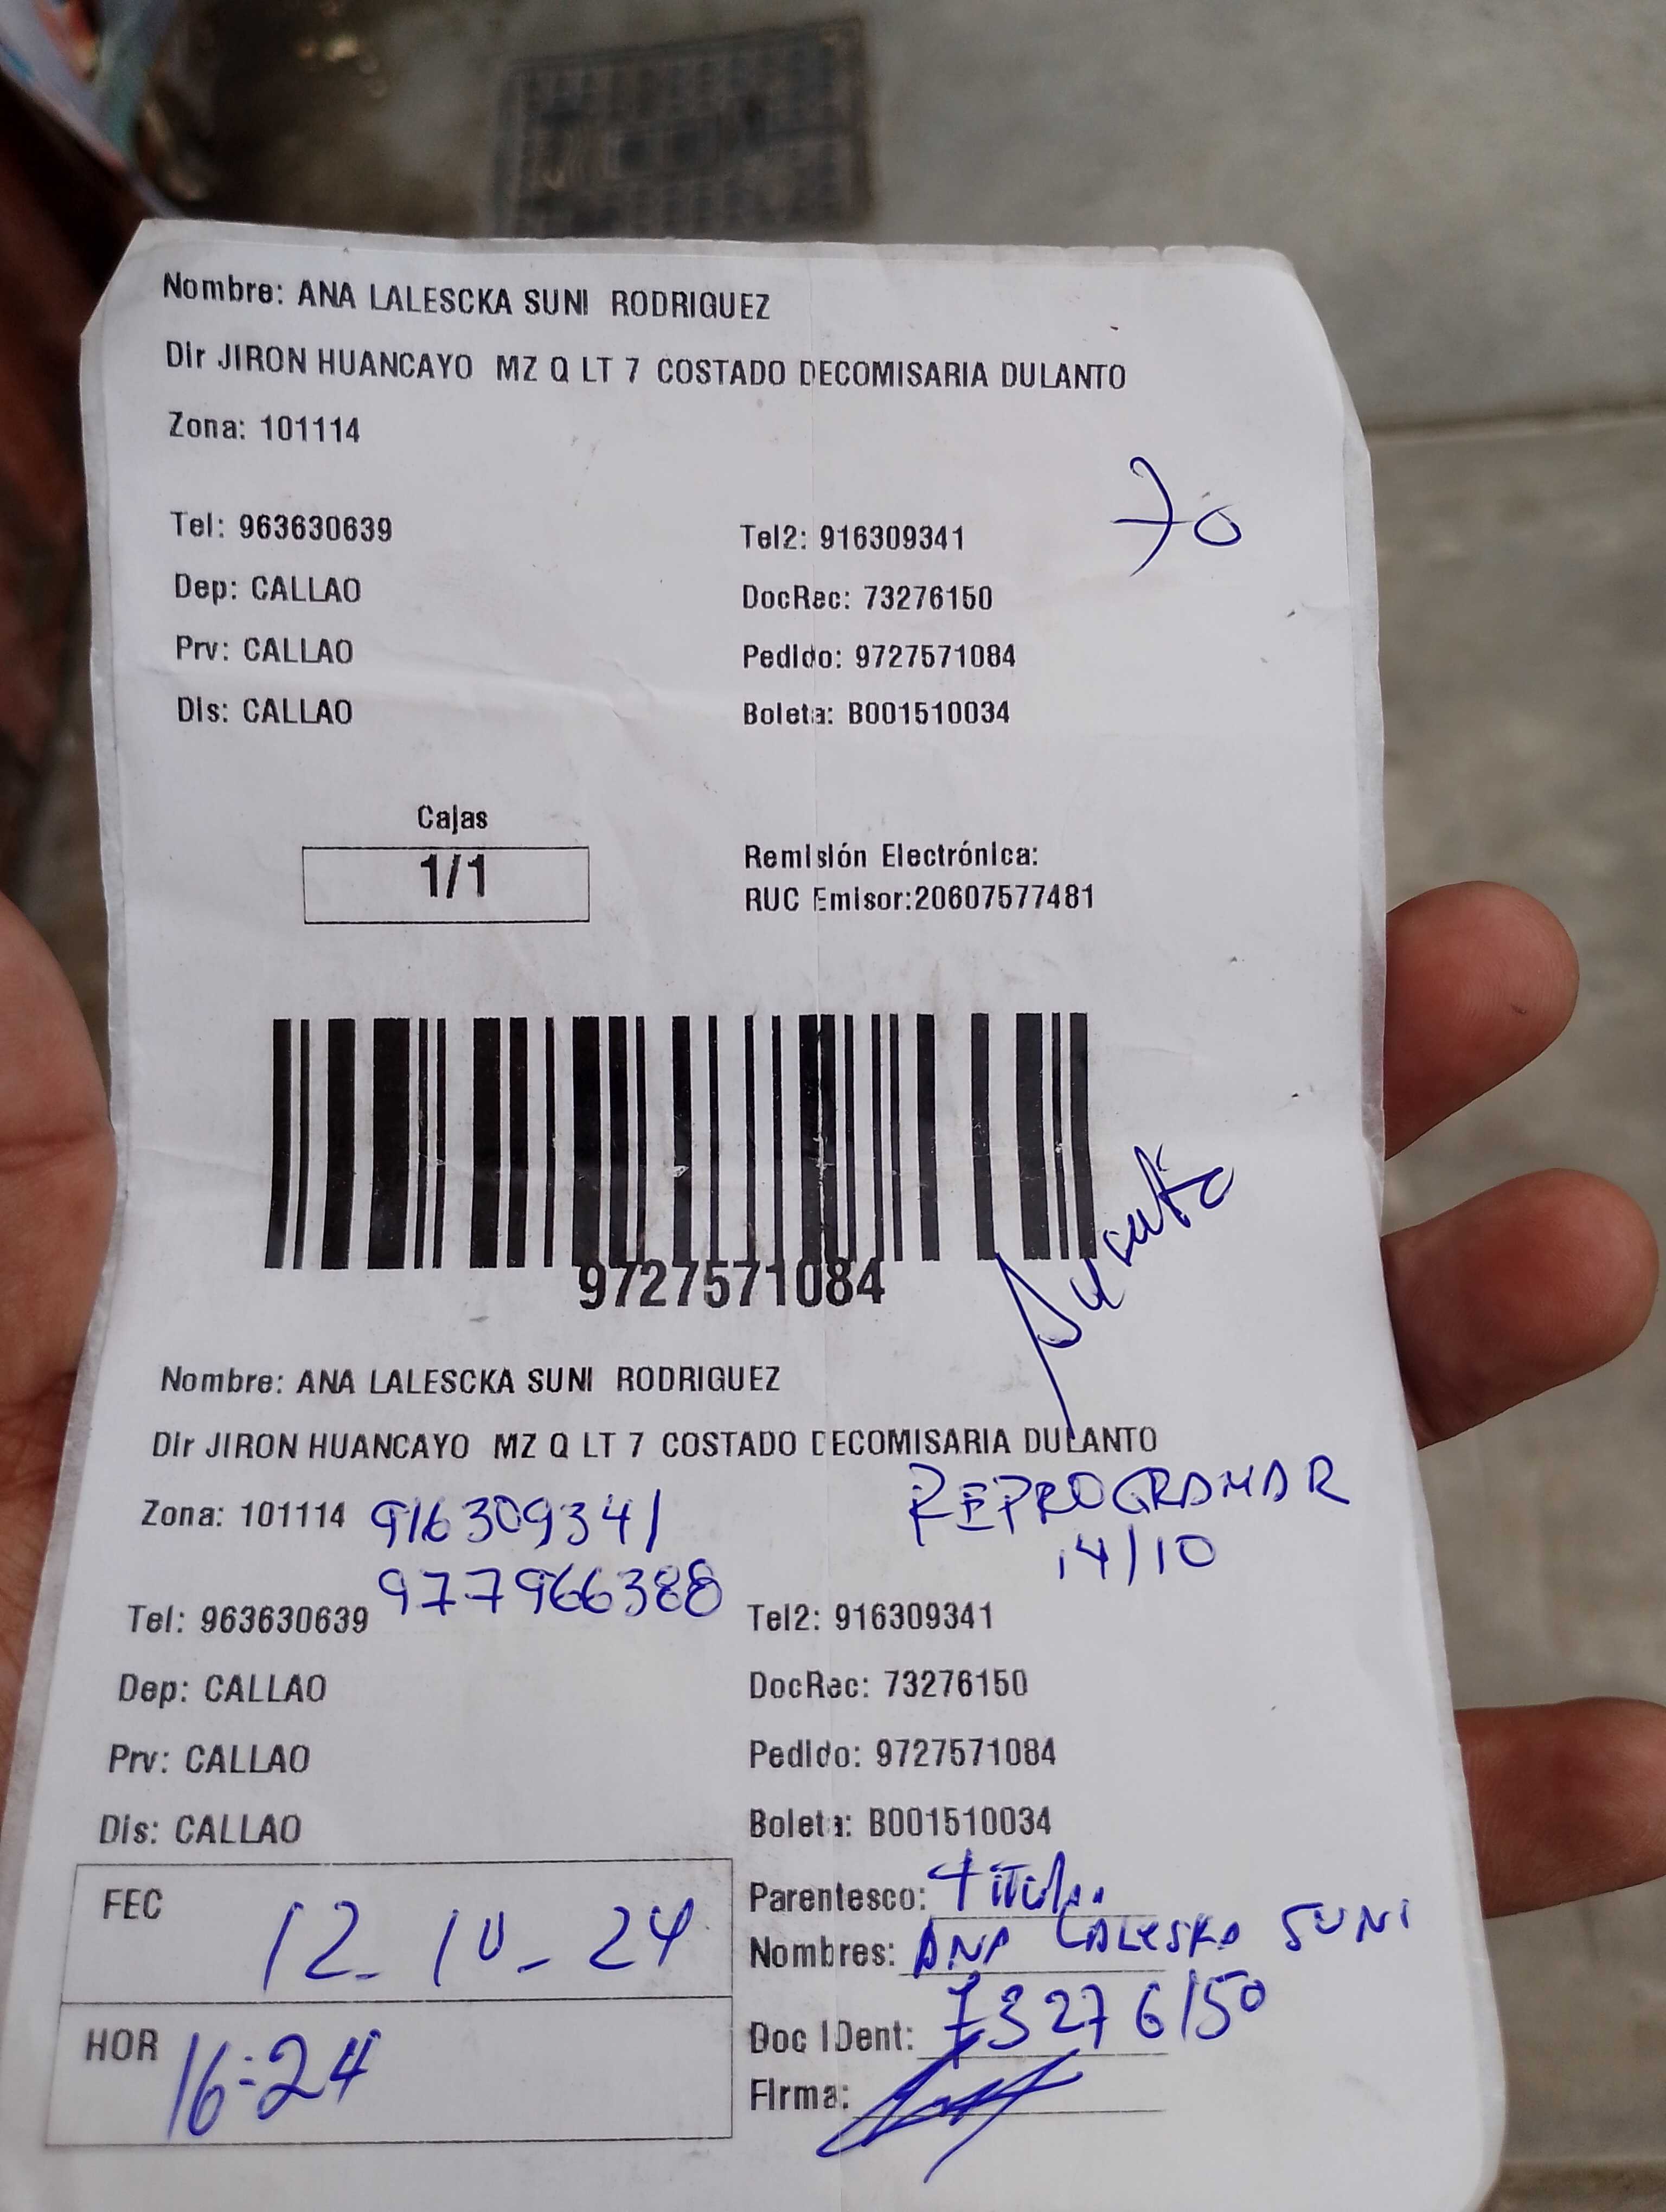 Nombre: ANA LALESCKA SUNI RODRIGUEZ
Dir JIRON HUANCAYO MZ Q LT 7 COSTADO DECOMISARIA DULANTO
Zona: 101114
70
Tel: 963630639 Tel2: 916309341
Dep: CALLAO DocRec: 73276150
Prv: CALLAO Pedido: 9727571084
Dis: CALLAO Boleta: B001510034
Cajas
1/1
Remisión Electrónica:
RUC Emisor:20607577481
9727571084
Nombre: ANA LALESCKA SUNI RODRIGUEZ
Dir JIRON HUANCAYO MZ Q LT 7 COSTADO DECOMISARIA DULANTO
REPROGRAMAR
14/10
Zona: 101114 916309341
977966388
Tel: 963630639 Tel2: 916309341
Dep: CALLAO DocRec: 73276150
Prv: CALLAO Pedido: 9727571084
Dis: CALLAO Boleta: B001510034
FEC 12-10-24
HOR 16:24
Parentesco: Titular
Nombres: ANA LALESKA SUNI
Doc IDent: 73276150
Firma: